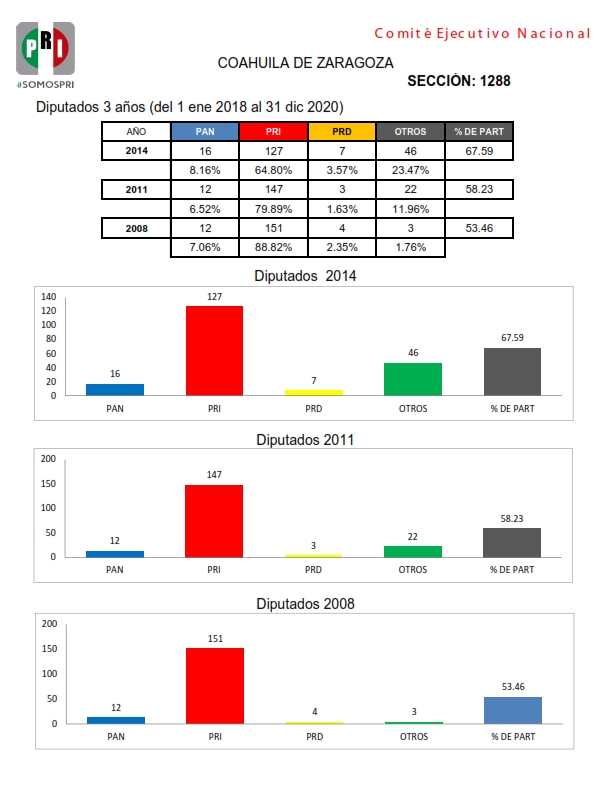 Comité Ejecutivo Nacional
PRI
#SOMOSPRI
COAHUILA DE ZARAGOZA
SECCIÓN: 1288
Diputados 3 años (del 1 ene 2018 al 31 dic 2020)
AÑO PAN PRI PRD OTROS % DE PART
2014 16 127 7 46 67.59
8.16% 64.80% 3.57% 23.47%
2011 12 147 3 22 58.23
6.52% 79.89% 1.63% 11.96%
2008 12 151 4 3 53.46
7.06% 88.82% 2.35% 1.76%
Diputados 2014
140
120
100
80
60
40
20
0
16 127 7 46 67.59
PAN PRI PRD OTROS % DE PART
Diputados 2011
200
150
100
50
0
12 147 3 22 58.23
PAN PRI PRD OTROS % DE PART
Diputados 2008
200
150
100
50
0
12 151 4 3 53.46
PAN PRI PRD OTROS % DE PART